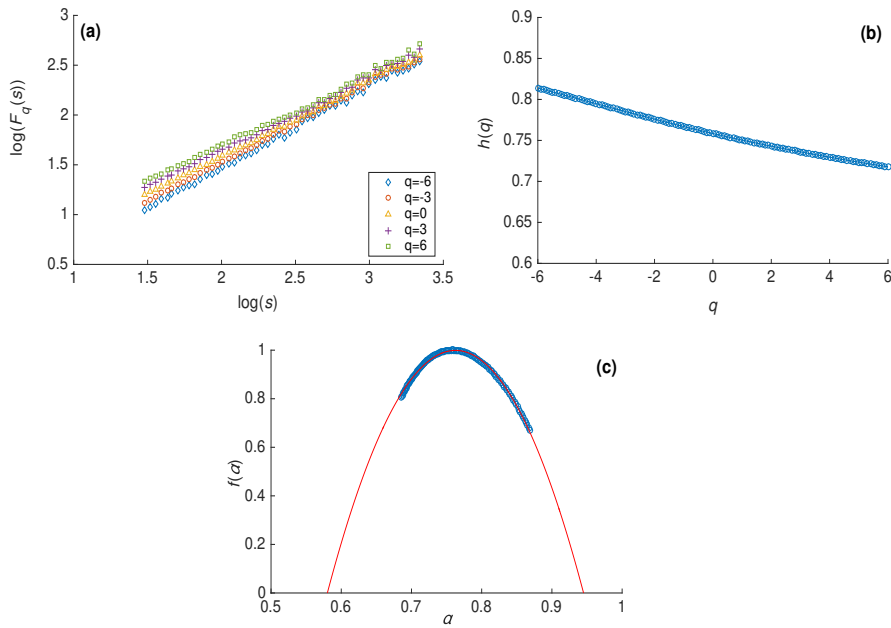 (a)
3
2.5
2
1.5
1
0.5
log(Fq(s))
1 1.5 2 2.5 3 3.5
log(s)
q=-6
q=-3
q=0
q=3
q=6
(b)
0.9
0.85
0.8
0.75
0.7
0.65
0.6
h(q)
-6 -4 -2 0 2 4 6
q
(c)
1
0.8
0.6
0.4
0.2
0
f(α)
0.5 0.6 0.7 0.8 0.9 1
α